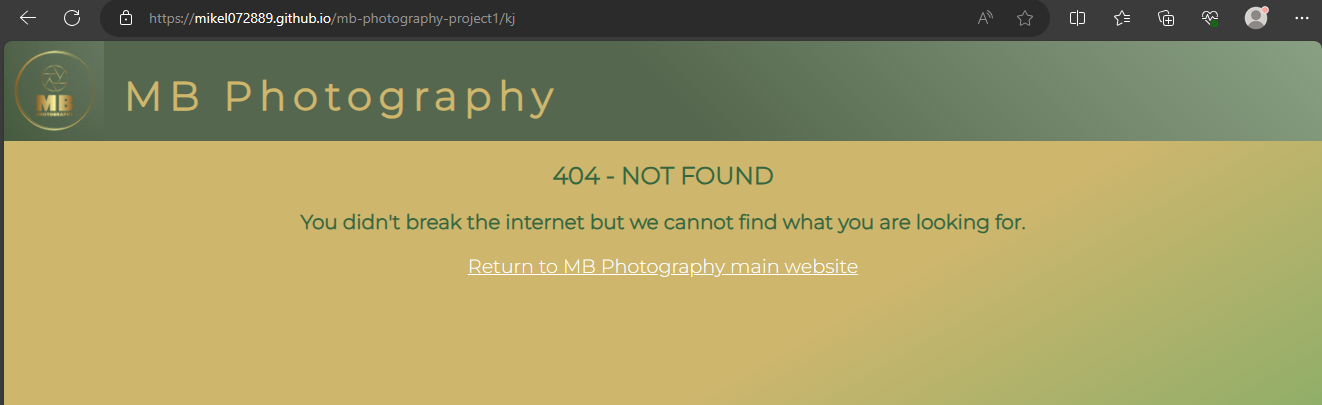 https://mikel072889.github.io/mb-photography-project1/kj
MB
PHOTOGRAPHY
MB Photography
404 - NOT FOUND
You didn't break the internet but we cannot find what you are looking for.
Return to MB Photography main website